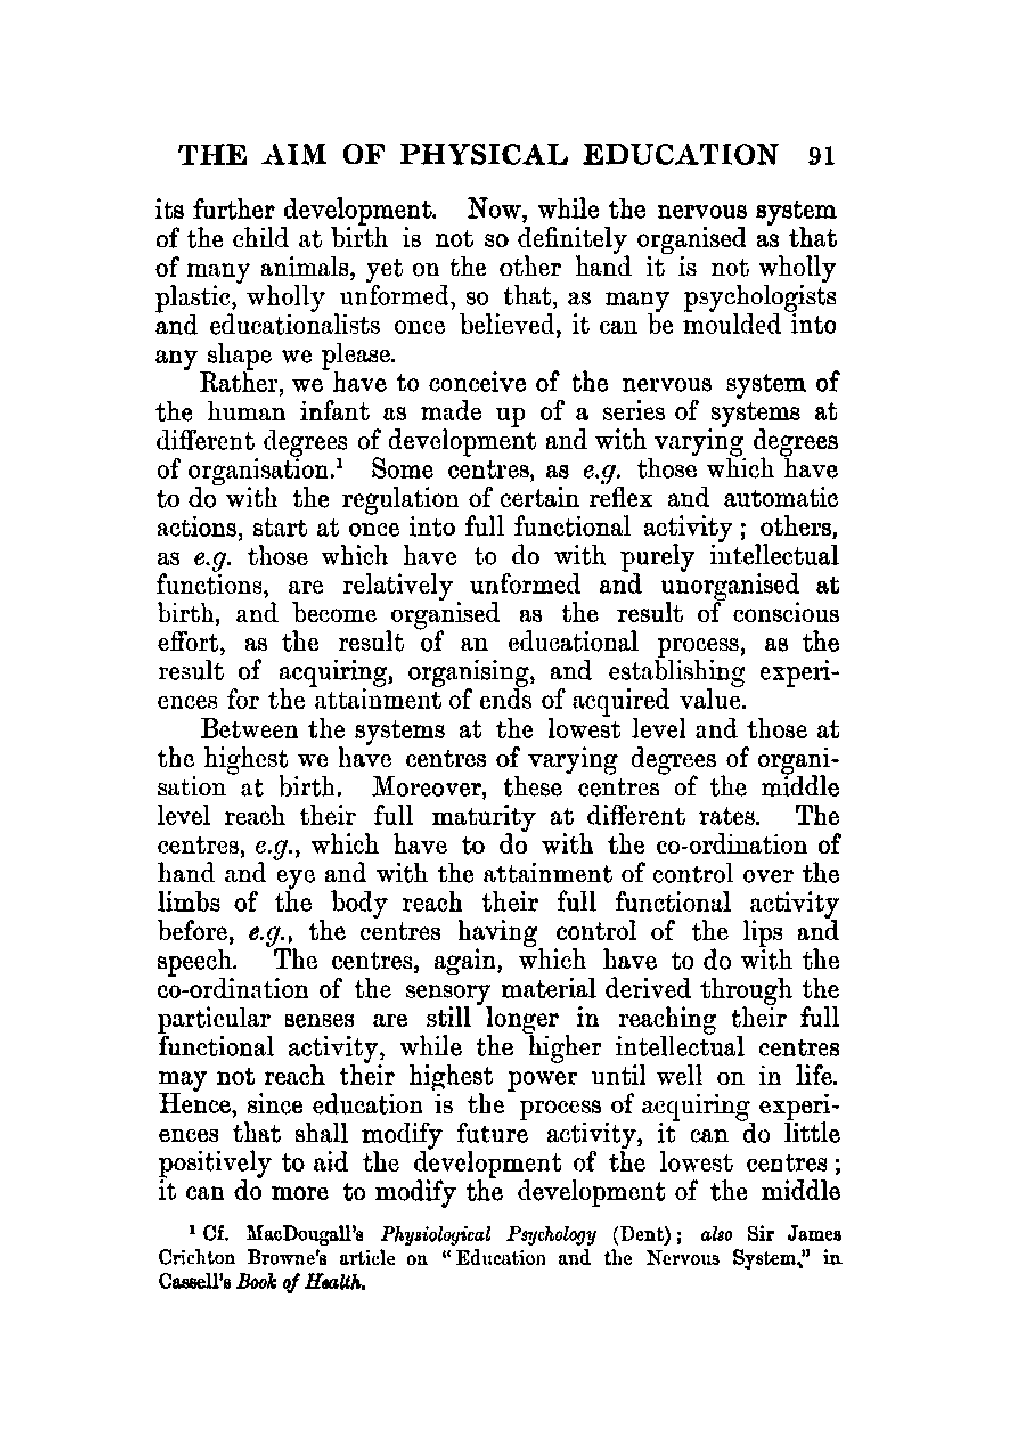 THE AIM OF PHYSICAL EDUCATION 91
its further development. Now, while the nervous system
of the child at birth is not so definitely organised as that
of many animals, yet on the other hand it is not wholly
plastic, wholly unformed, so that, as many psychologists
and educationalists once believed, it can be moulded into
any shape we please.
Rather, we have to conceive of the nervous system of
the human infant as made up of a series of systems at
different degrees of development and with varying degrees
of organisation.¹ Some centres, as e.g. those which have
to do with the regulation of certain reflex and automatic
actions, start at once into full functional activity; others,
as e.g. those which have to do with purely intellectual
functions, are relatively unformed and unorganised at
birth, and become organised as the result of conscious
effort, as the result of an educational process, as the
result of acquiring, organising, and establishing experi-
ences for the attainment of ends of acquired value.
Between the systems at the lowest level and those at
the highest we have centres of varying degrees of organi-
sation at birth. Moreover, these centres of the middle
level reach their full maturity at different rates. The
centres, e.g., which have to do with the co-ordination of
hand and eye and with the attainment of control over the
limbs of the body reach their full functional activity
before, e.g., the centres having control of the lips and
speech. The centres, again, which have to do with the
co-ordination of the sensory material derived through the
particular senses are still longer in reaching their full
functional activity, while the higher intellectual centres
may not reach their highest power until well on in life.
Hence, since education is the process of acquiring experi-
ences that shall modify future activity, it can do little
positively to aid the development of the lowest centres;
it can do more to modify the development of the middle
¹ Cf. MacDougall's Physiological Psychology (Dent); also Sir James
Crichton Browne's article on "Education and the Nervous System," in
Cassell's Book of Health.